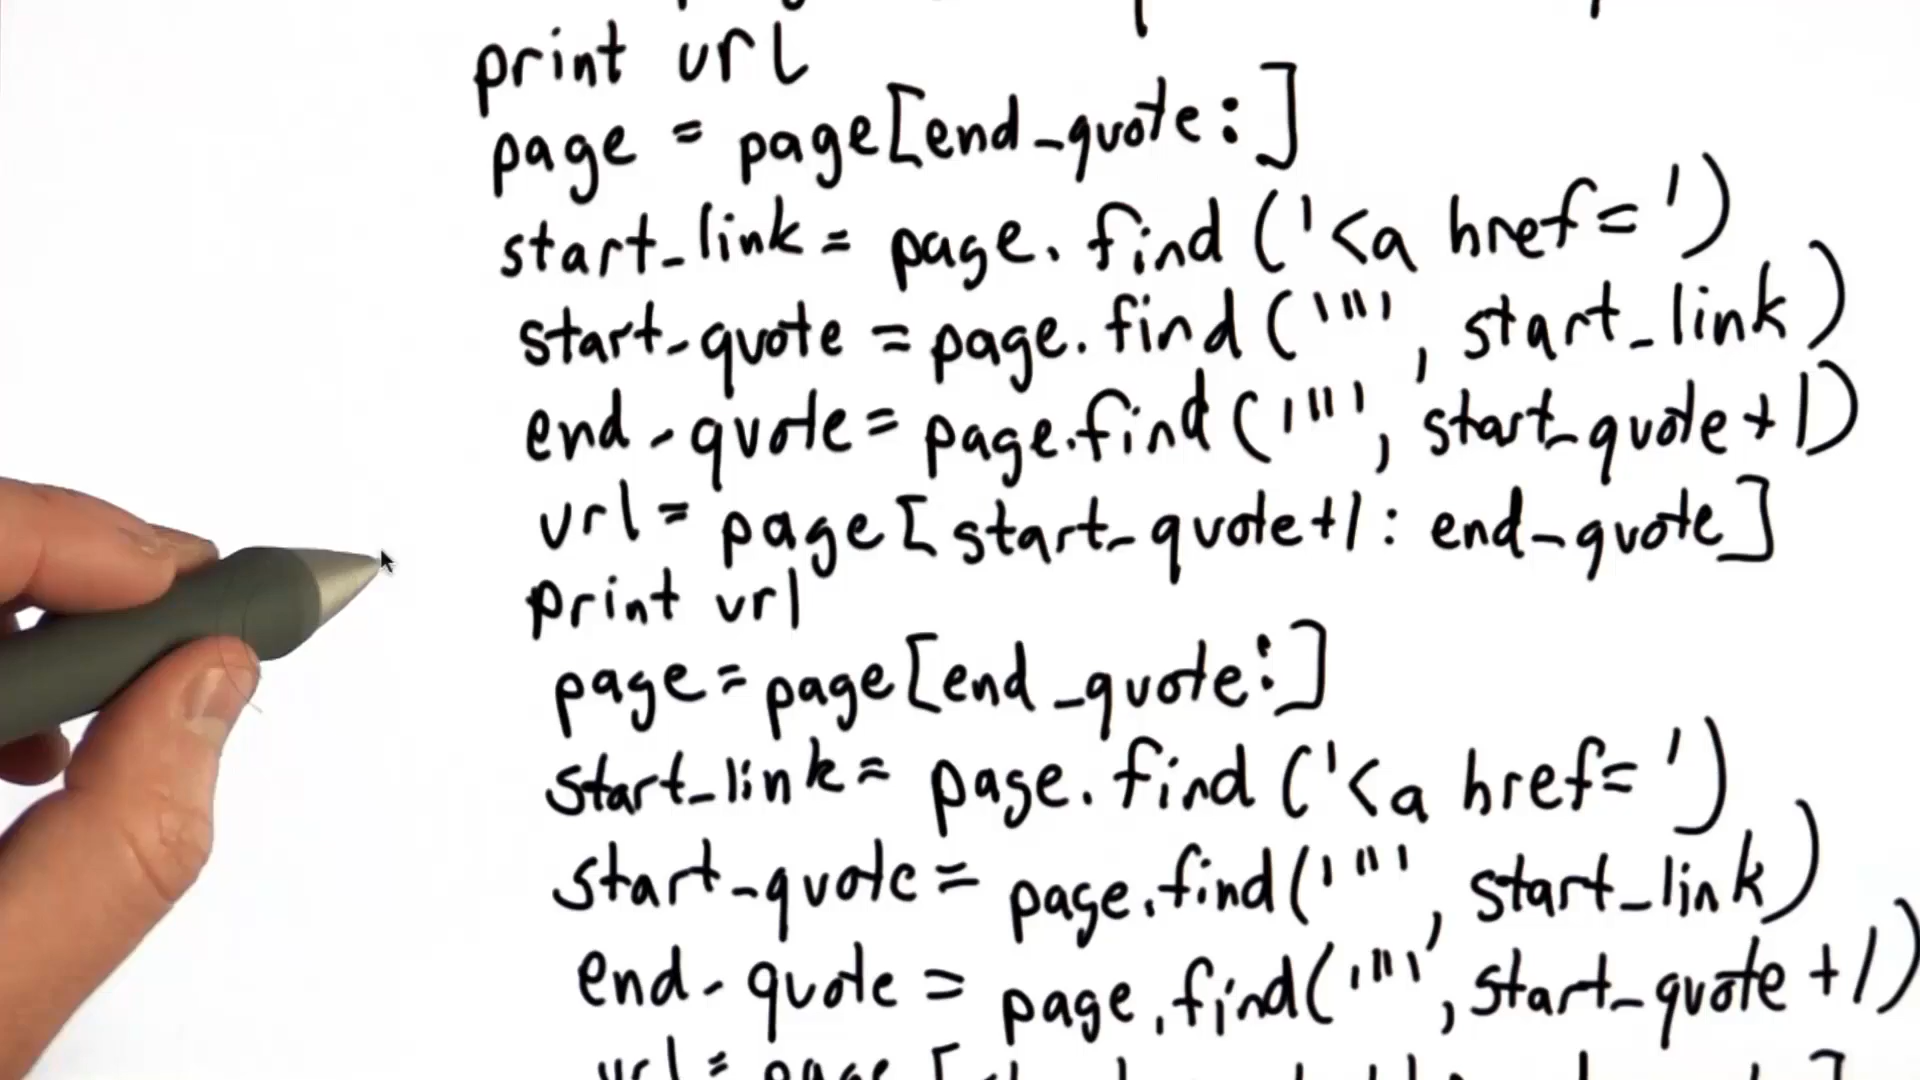 print url
page = page[end_quote:]
start_link = page.find('<a href=')
start_quote = page.find('"', start_link)
end_quote = page.find('"', start_quote+1)
url = page[start_quote+1: end_quote]
print url
page = page[end_quote:]
start_link = page.find('<a href=')
start_quote = page.find('"', start_link)
end_quote = page.find('"', start_quote+1)
url = page[